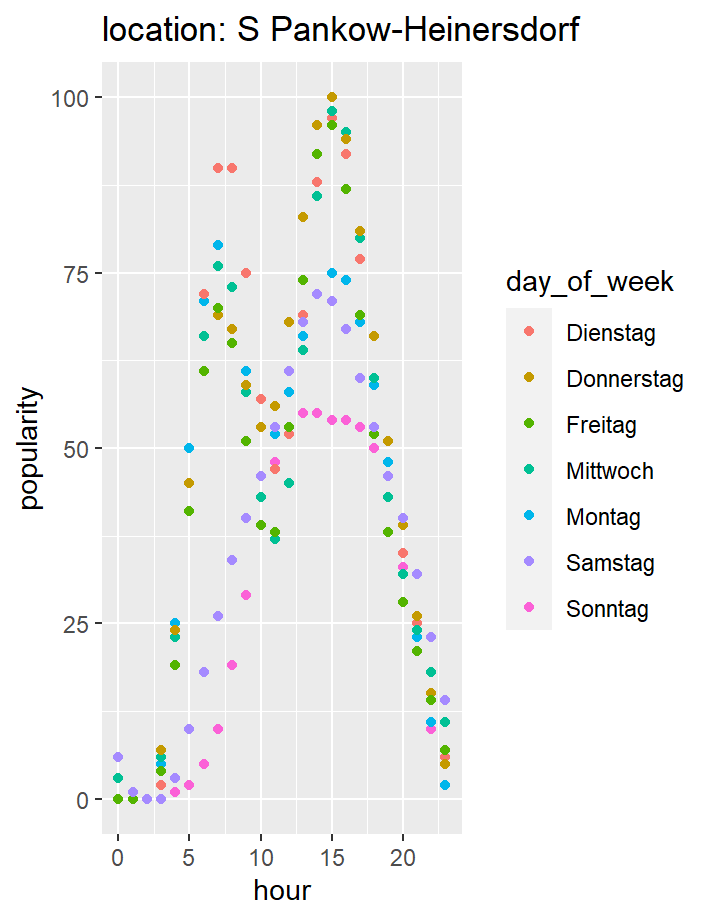 location: S Pankow-Heinersdorf
100
75
50
25
0
popularity
0 5 10 15 20
hour
day_of_week
Dienstag
Donnerstag
Freitag
Mittwoch
Montag
Samstag
Sonntag